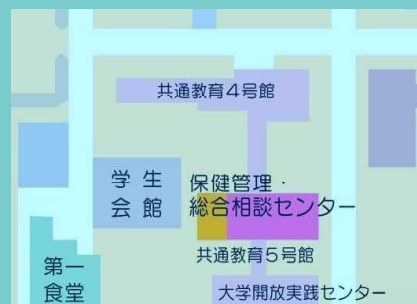 共通教育4号館
学生
会館
保健管理・
総合相談センター
共通教育5号館
第一
食堂
大学開放実践センター